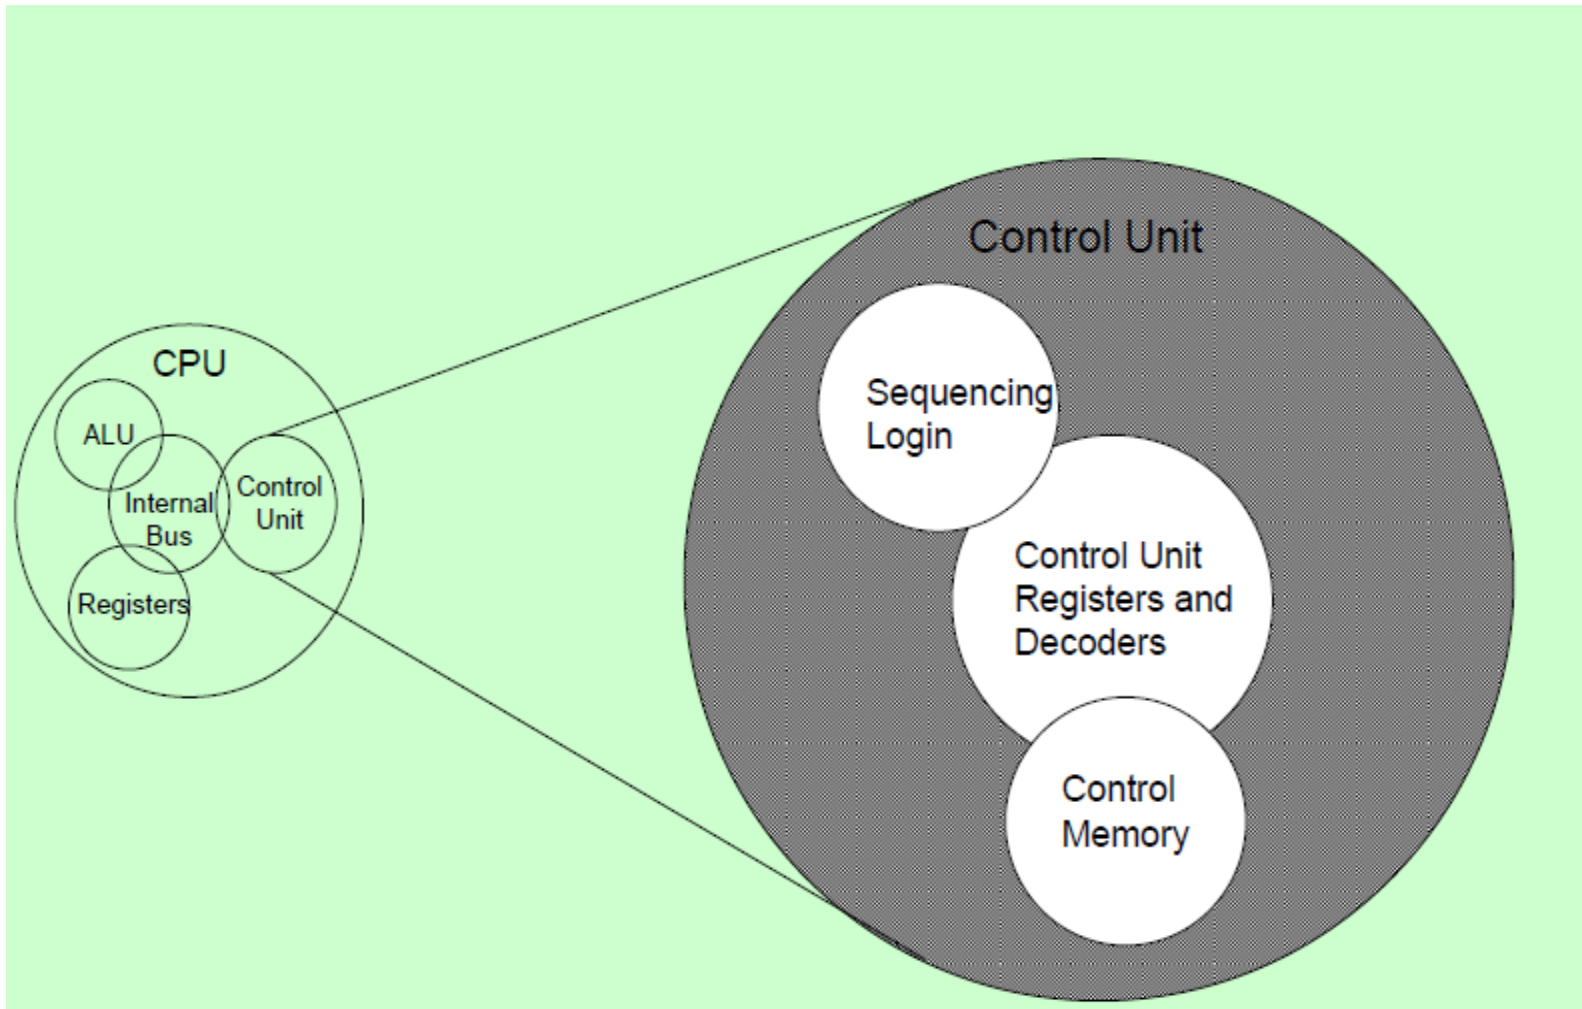 CPU
ALU
Internal
Bus
Control
Unit
Registers
Control Unit
Sequencing
Login
Control Unit
Registers and
Decoders
Control
Memory